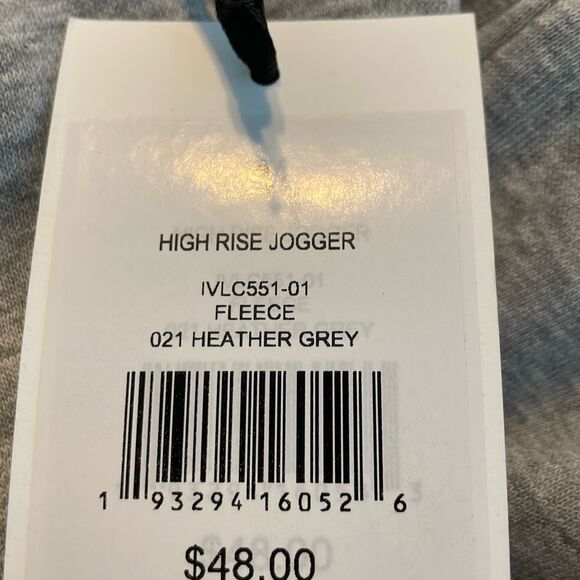 HIGH RISE JOGGER
IVLC551-01
FLEECE
021 HEATHER GREY
1 93294 16052 6
$48.00